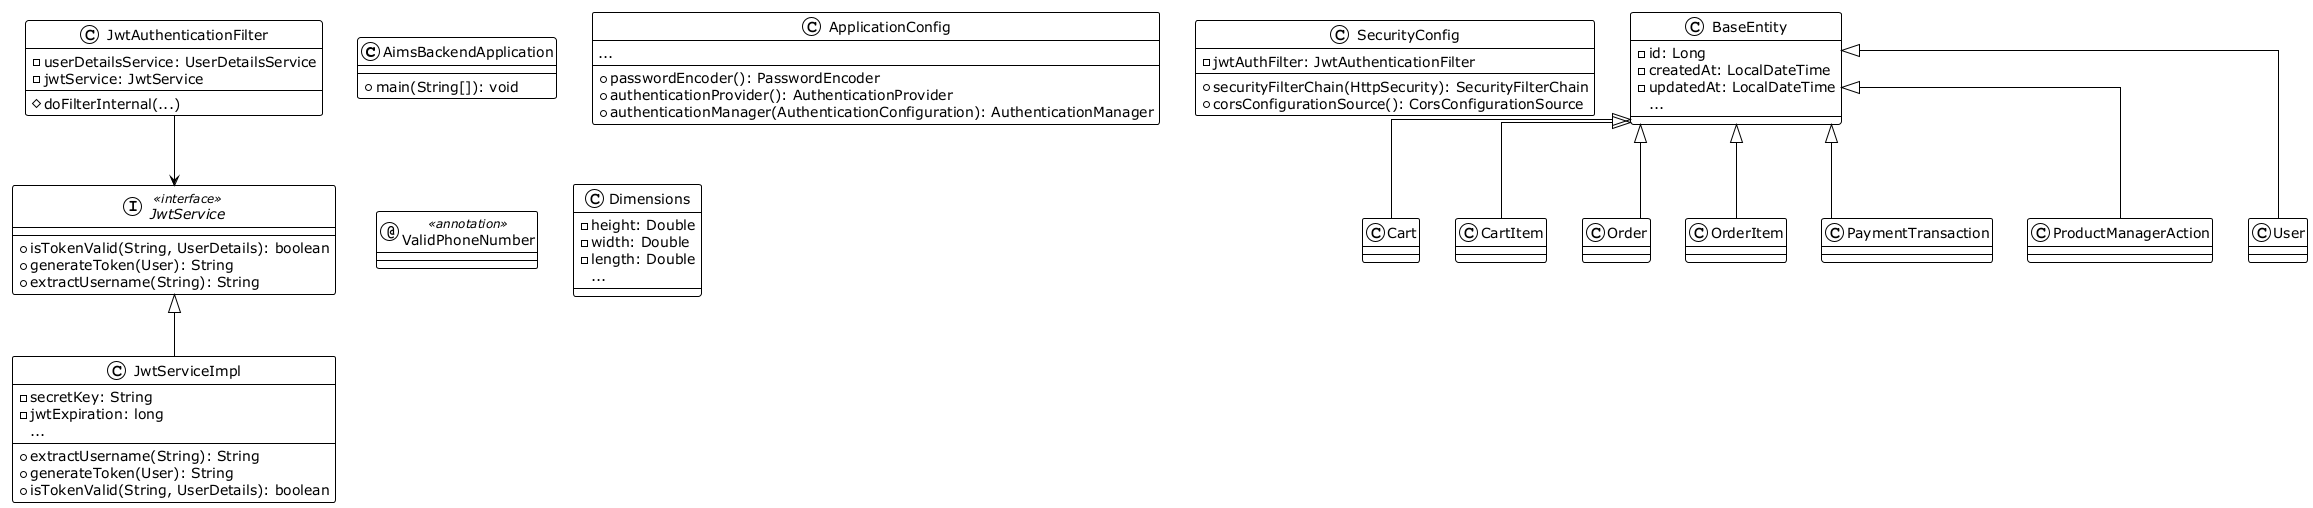 C JwtAuthenticationFilter
userDetailsService: UserDetailsService
jwtService: JwtService
doFilterInternal(...)
C AimsBackendApplication
main(String[]): void
C ApplicationConfig
...
passwordEncoder(): PasswordEncoder
authenticationProvider(): AuthenticationProvider
authenticationManager(AuthenticationConfiguration): AuthenticationManager
C SecurityConfig
jwtAuthFilter: JwtAuthenticationFilter
securityFilterChain(HttpSecurity): SecurityFilterChain
corsConfigurationSource(): CorsConfigurationSource
C BaseEntity
id: Long
createdAt: LocalDateTime
updatedAt: LocalDateTime
...
I «interface»
JwtService
isTokenValid(String, UserDetails): boolean
generateToken(User): String
extractUsername(String): String
@ «annotation»
ValidPhoneNumber
C Dimensions
height: Double
width: Double
length: Double
...
C Cart
C CartItem
C Order
C OrderItem
C PaymentTransaction
C ProductManagerAction
C User
C JwtServiceImpl
secretKey: String
jwtExpiration: long
...
extractUsername(String): String
generateToken(User): String
isTokenValid(String, UserDetails): boolean